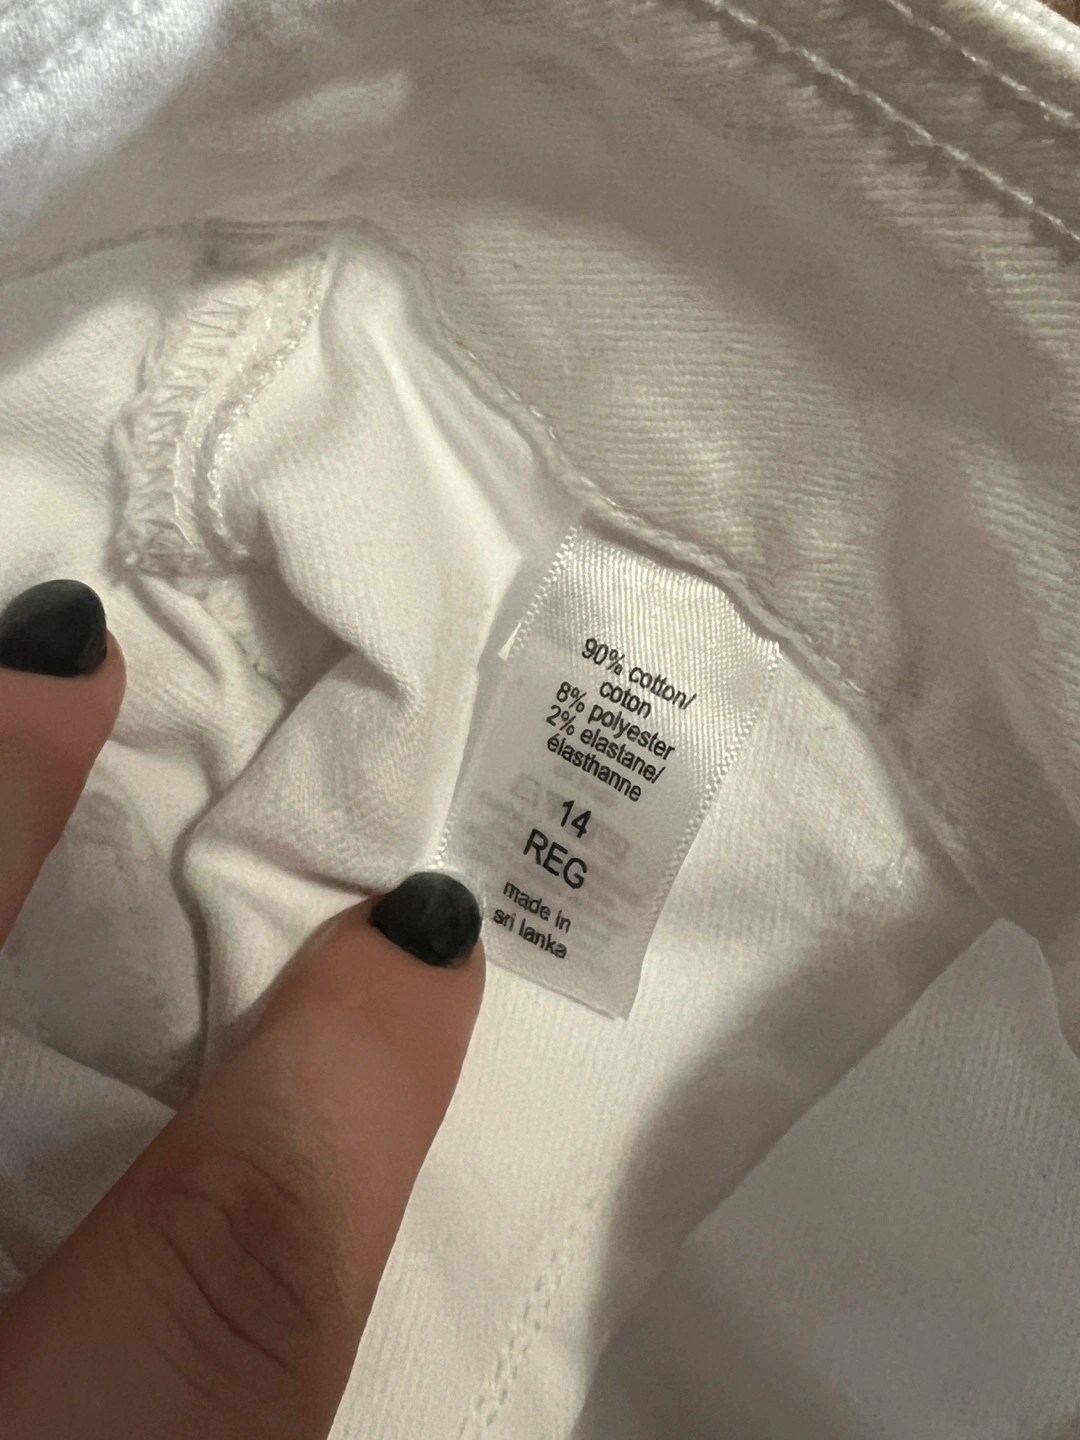 90% cotton/
coton
8% polyester
2% elastane/
élasthanne
14
REG
made in
sri lanka